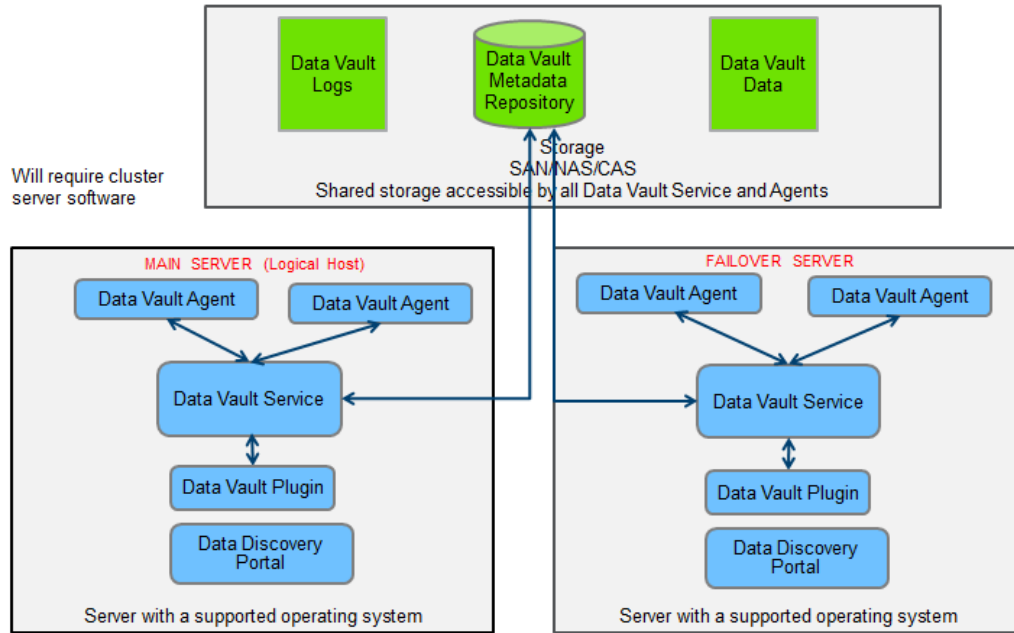 Data Vault
Logs
Data Vault
Metadata
Repository
Data Vault
Data
Storage
SAN/NAS/CAS
Shared storage accessible by all Data Vault Service and Agents
Will require cluster
server software
MAIN SERVER (Logical Host)
Data Vault Agent
Data Vault Agent
Data Vault Service
Data Vault Plugin
Data Discovery
Portal
Server with a supported operating system
FAILOVER SERVER
Data Vault Agent
Data Vault Agent
Data Vault Service
Data Vault Plugin
Data Discovery
Portal
Server with a supported operating system